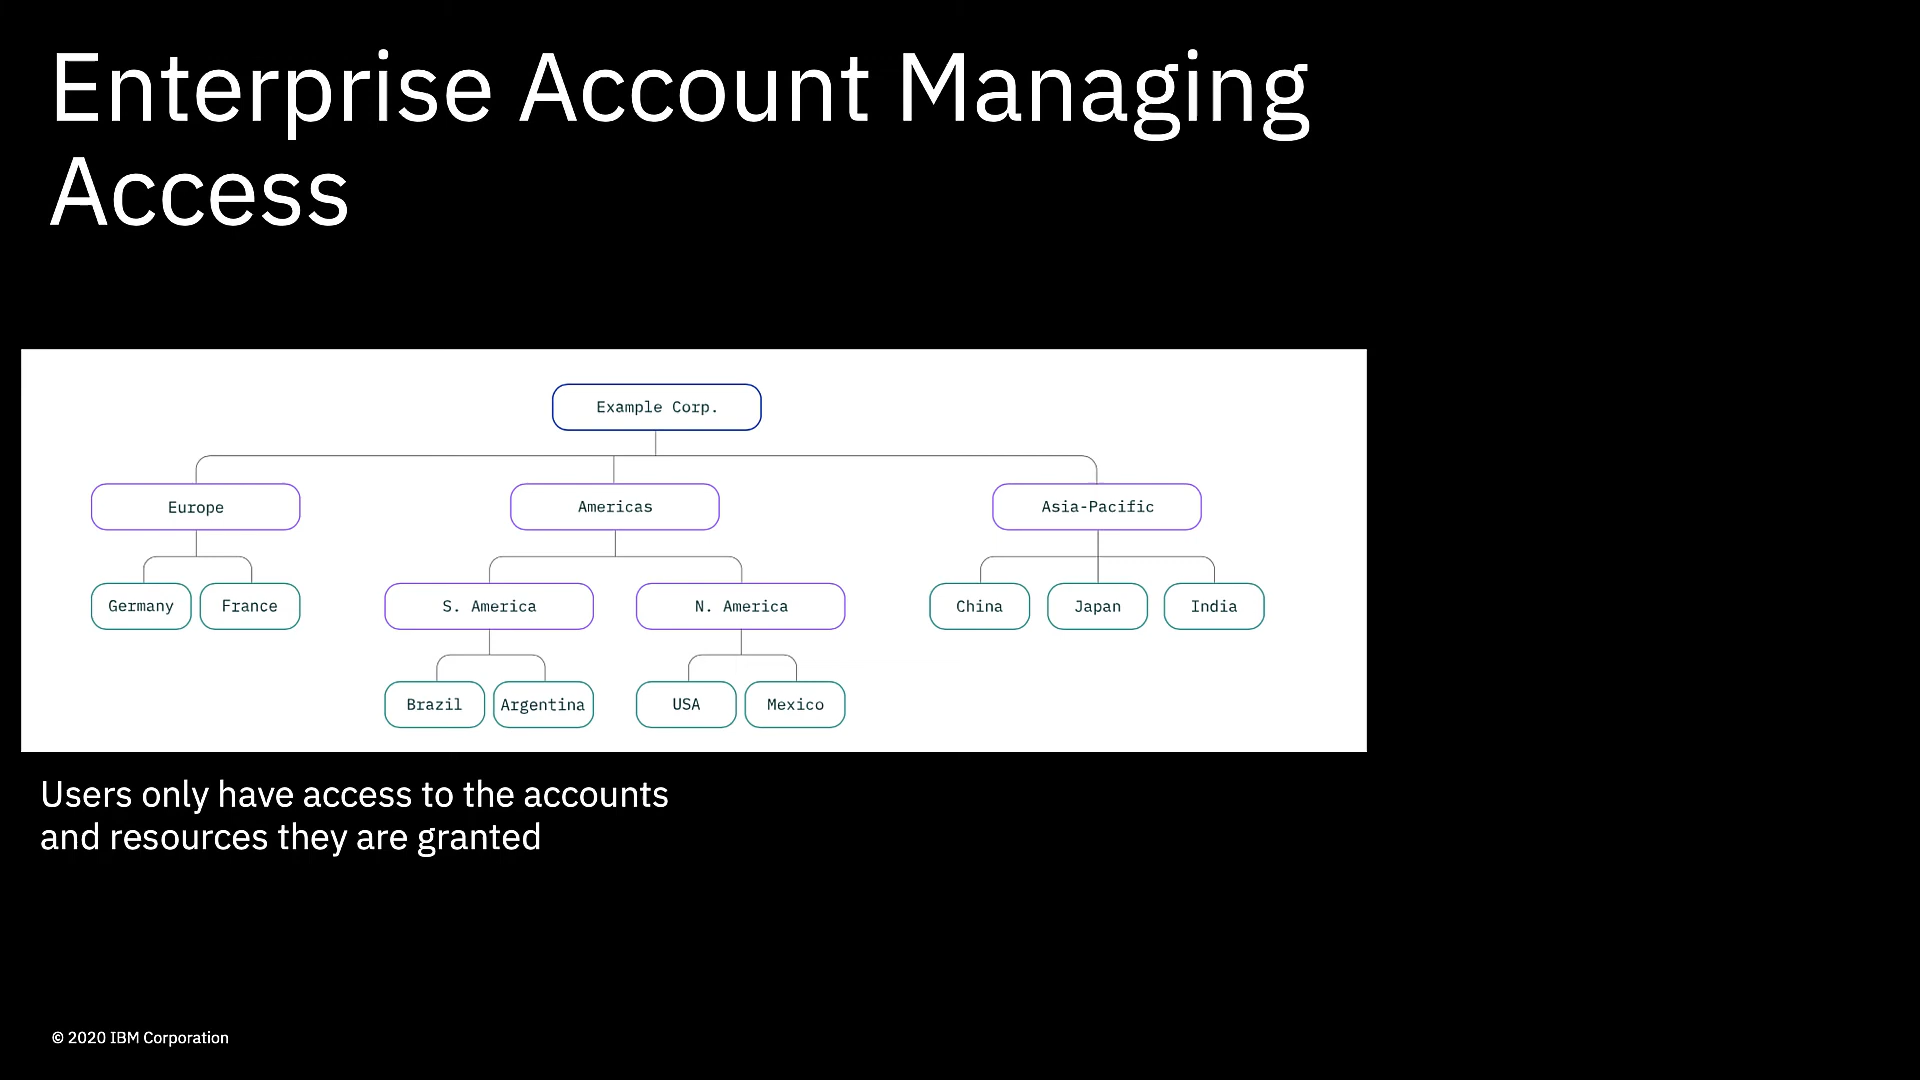 Enterprise Account Managing
Access
Example Corp.
Europe
Americas
Asia-Pacific
Germany
France
S. America
N. America
China
Japan
India
Brazil
Argentina
USA
Mexico
Users only have access to the accounts
and resources they are granted
© 2020 IBM Corporation